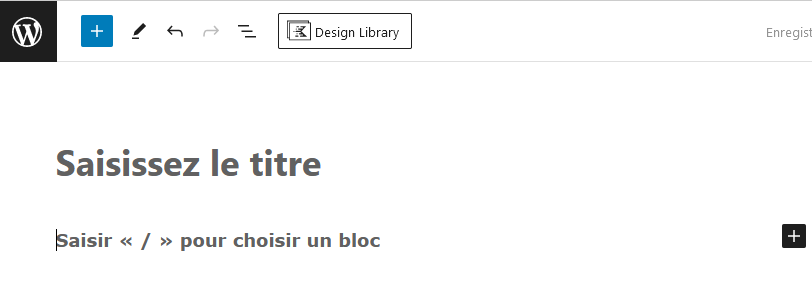 Design Library
Enregist
Saisissez le titre
Saisir « / » pour choisir un bloc